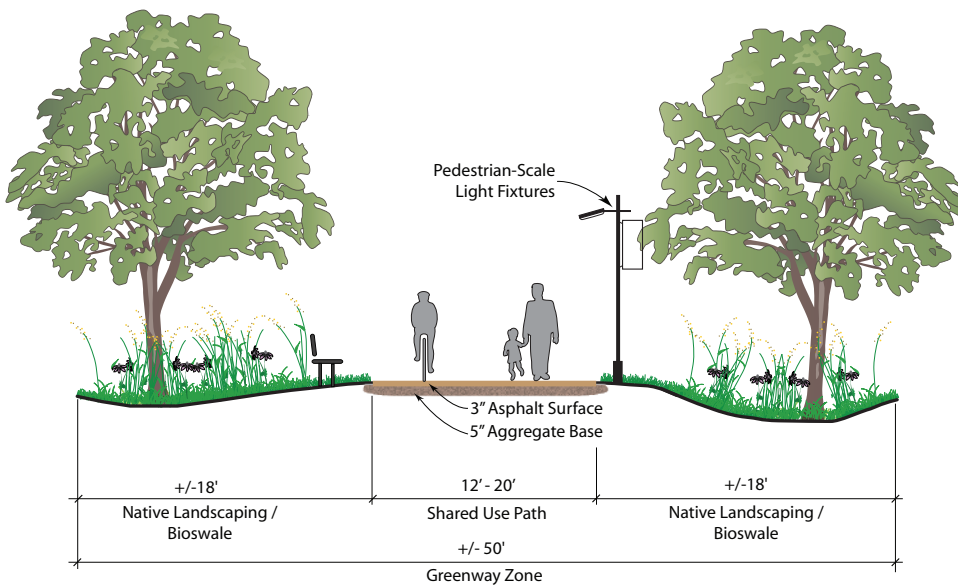 Pedestrian-Scale
Light Fixtures
3” Asphalt Surface
5” Aggregate Base
+/-18'
12’ - 20’
+/-18'
Native Landscaping /
Bioswale
Shared Use Path
Native Landscaping /
Bioswale
+/- 50'
Greenway Zone